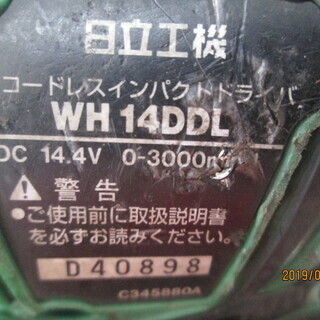 日立工機
コードレスインパクトドライバ
WH 14DDL
DC 14.4V 0-3000
⚠警告
●ご使用前に取扱説明書
を必ずお読みください。
D40898
C345880A
2019/0